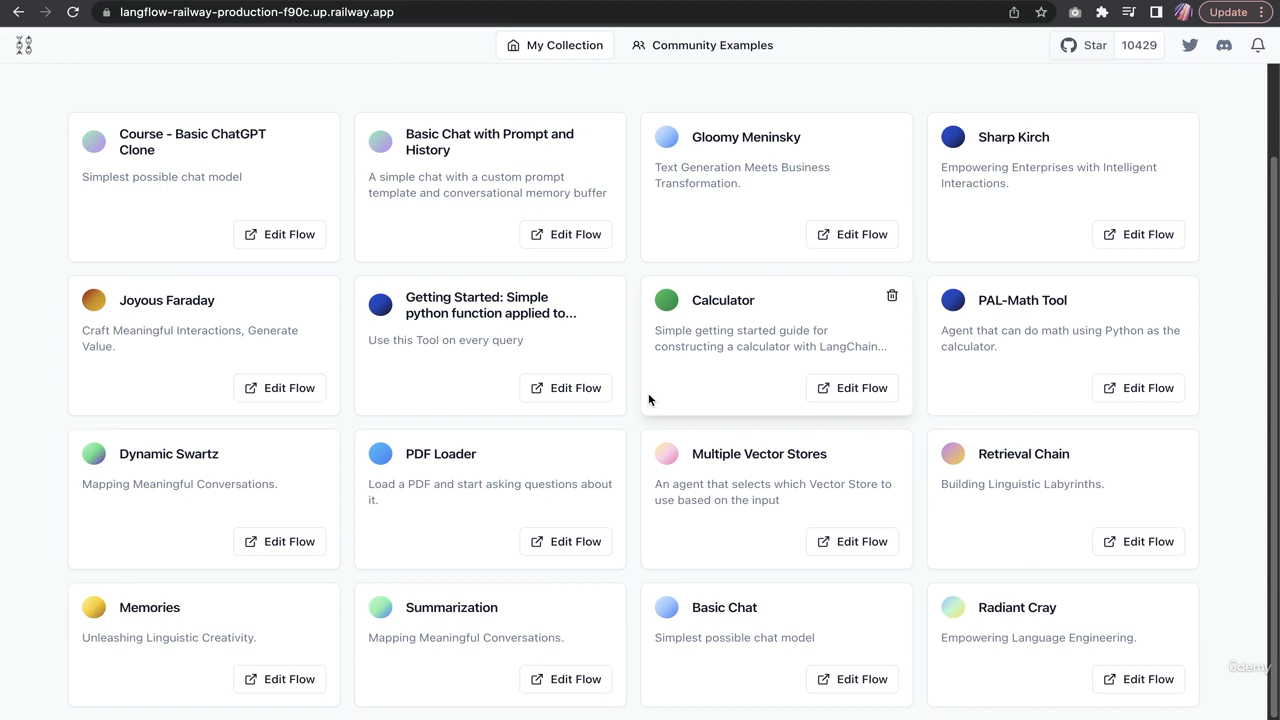 langflow-railway-production-f90c.up.railway.app
Update
My Collection
Community Examples
Star
10429
Course - Basic ChatGPT
Clone
Simplest possible chat model
Edit Flow
Basic Chat with Prompt and
History
A simple chat with a custom prompt
template and conversational memory buffer
Edit Flow
Gloomy Meninsky
Text Generation Meets Business
Transformation.
Edit Flow
Sharp Kirch
Empowering Enterprises with Intelligent
Interactions.
Edit Flow
Joyous Faraday
Craft Meaningful Interactions, Generate
Value.
Edit Flow
Getting Started: Simple
python function applied to...
Use this Tool on every query
Edit Flow
Calculator
Simple getting started guide for
constructing a calculator with LangChain...
Edit Flow
PAL-Math Tool
Agent that can do math using Python as the
calculator.
Edit Flow
Dynamic Swartz
Mapping Meaningful Conversations.
Edit Flow
PDF Loader
Load a PDF and start asking questions about
it.
Edit Flow
Multiple Vector Stores
An agent that selects which Vector Store to
use based on the input
Edit Flow
Retrieval Chain
Building Linguistic Labyrinths.
Edit Flow
Memories
Unleashing Linguistic Creativity.
Edit Flow
Summarization
Mapping Meaningful Conversations.
Edit Flow
Basic Chat
Simplest possible chat model
Edit Flow
Radiant Cray
Empowering Language Engineering.
Edit Flow
ûdemy